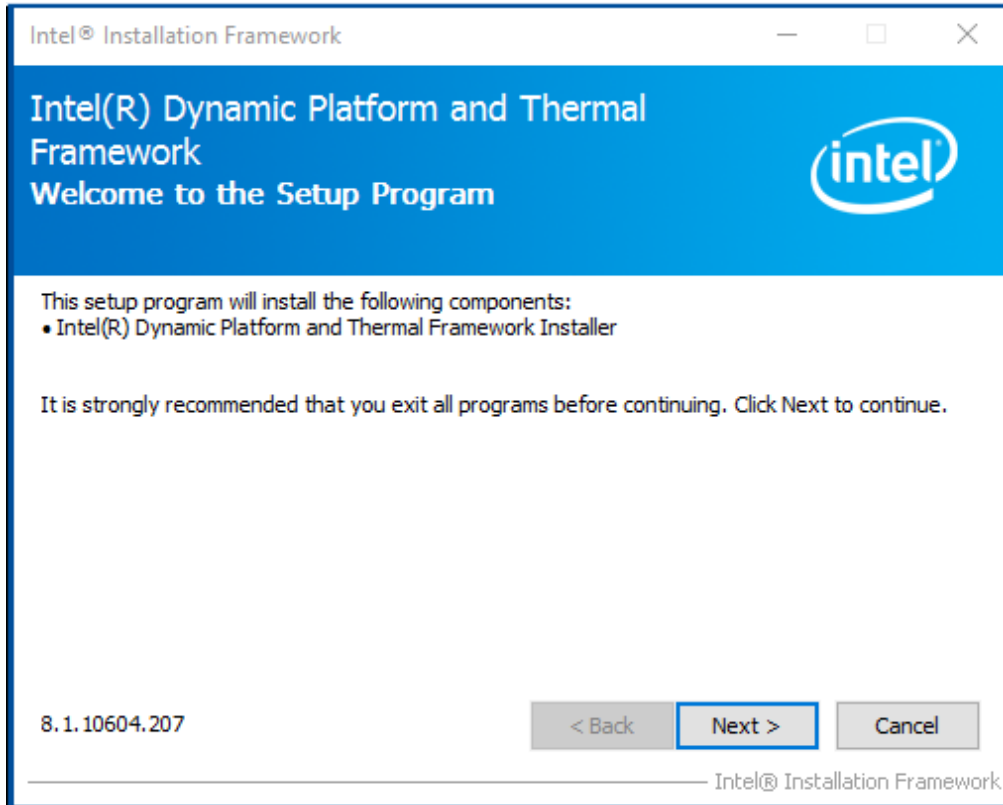 Intel® Installation Framework
Intel(R) Dynamic Platform and Thermal
Framework
Welcome to the Setup Program
intel
This setup program will install the following components:
• Intel(R) Dynamic Platform and Thermal Framework Installer
It is strongly recommended that you exit all programs before continuing. Click Next to continue.
8.1.10604.207
< Back
Next >
Cancel
Intel® Installation Framework